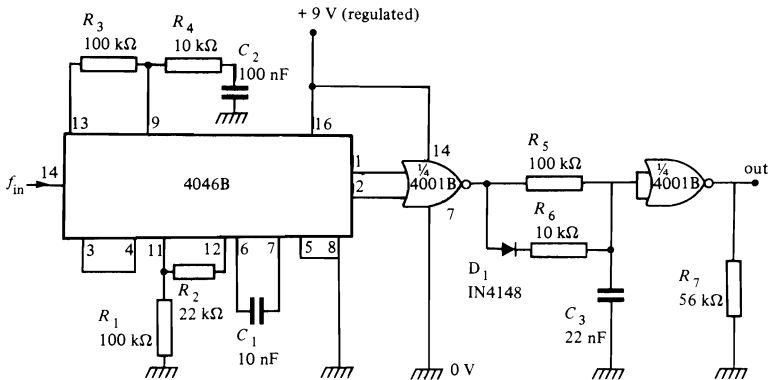 + 9 V (regulated)
R3
100 kΩ
R4
10 kΩ
C2
100 nF
13
9
16
14
fin
14
4046B
1
2
¼
4001B
7
R5
100 kΩ
¼
4001B
out
3
4
11
12
6
7
5
8
R6
10 kΩ
D1
IN4148
R2
22 kΩ
R1
100 kΩ
C1
10 nF
C3
22 nF
R7
56 kΩ
0 V